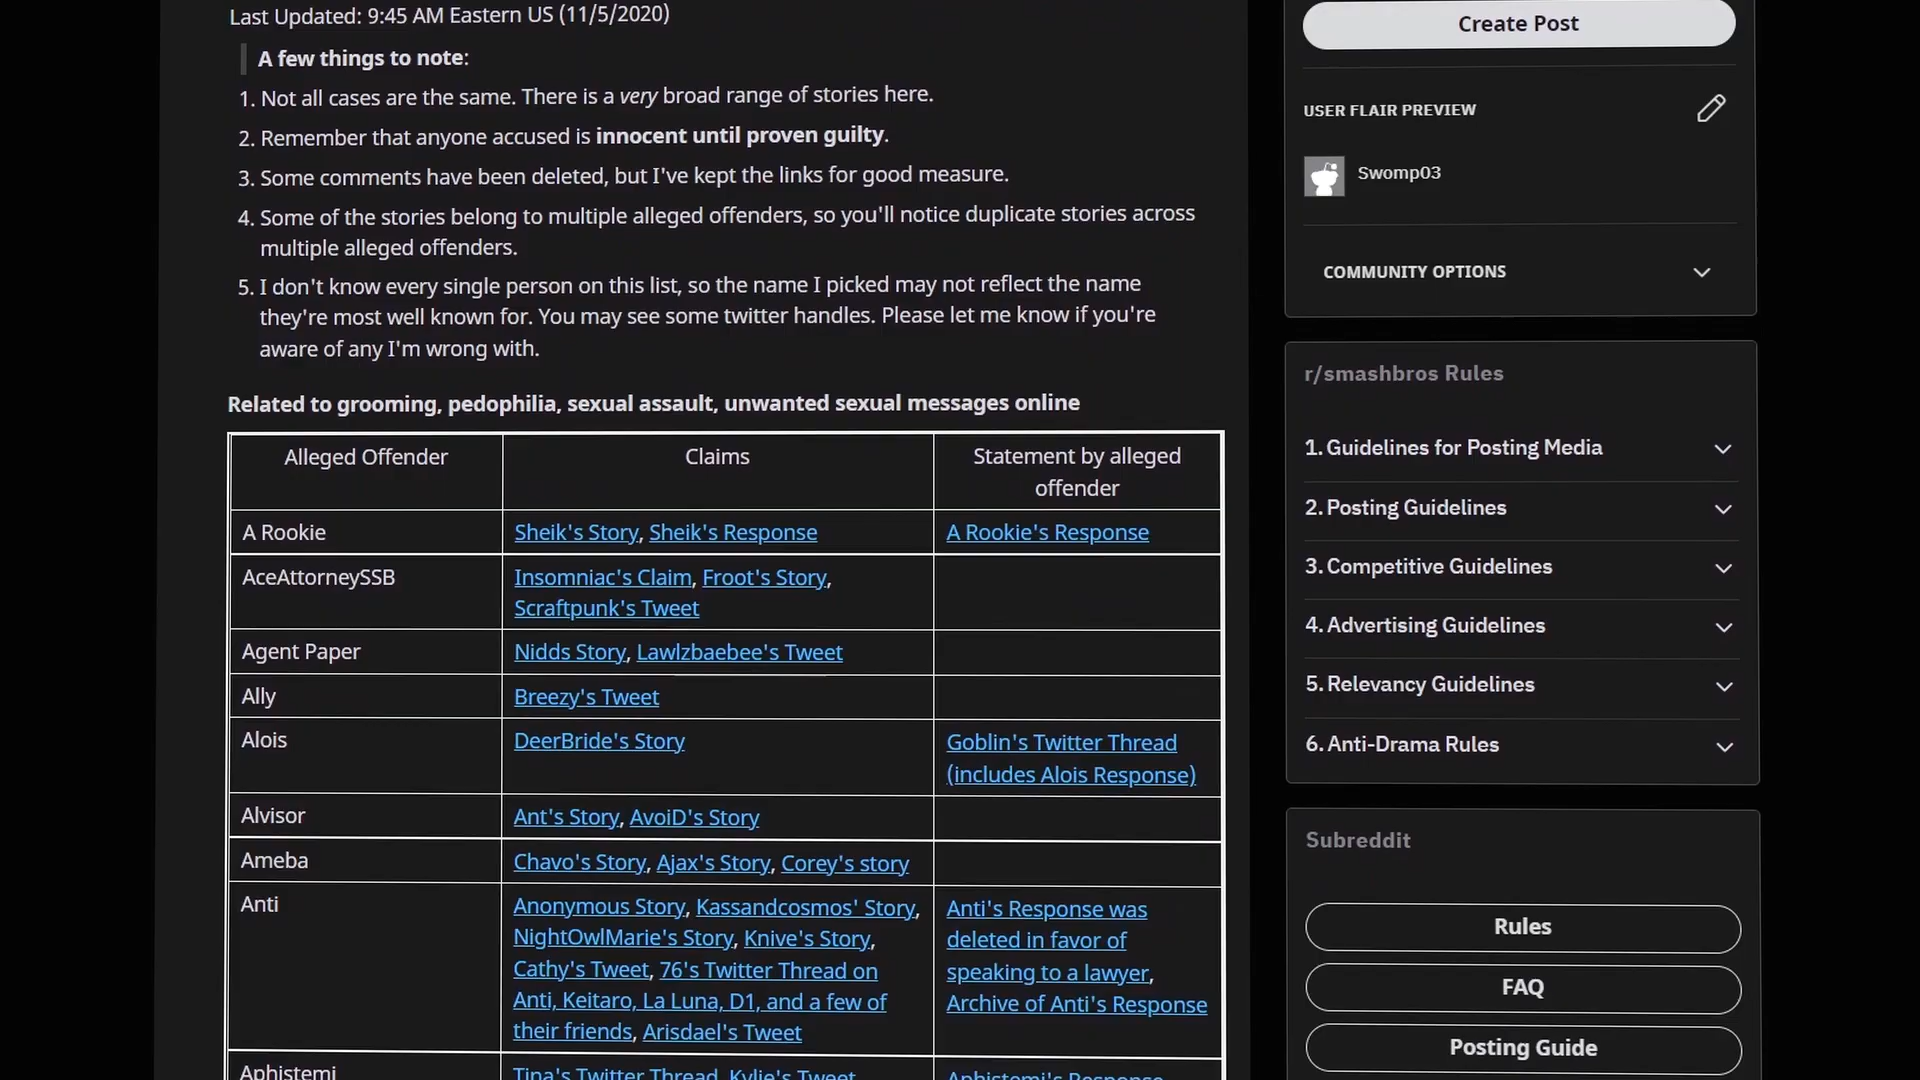 Last Updated: 9:45 AM Eastern US (11/5/2020)
A few things to note:
1. Not all cases are the same. There is a very broad range of stories here.
2. Remember that anyone accused is innocent until proven guilty.
3. Some comments have been deleted, but I've kept the links for good measure.
4. Some of the stories belong to multiple alleged offenders, so you'll notice duplicate stories across
multiple alleged offenders.
5. I don't know every single person on this list, so the name I picked may not reflect the name
they're most well known for. You may see some twitter handles. Please let me know if you're
aware of any I'm wrong with.
Related to grooming, pedophilia, sexual assault, unwanted sexual messages online
Alleged Offender
Claims
Statement by alleged
offender
A Rookie
Sheik's Story, Sheik's Response
A Rookie's Response
AceAttorneySSB
Insomniac's Claim, Froot's Story,
Scraftpunk's Tweet
Agent Paper
Nidds Story, Lawlzbaebee's Tweet
Ally
Breezy's Tweet
Alois
DeerBride's Story
Goblin's Twitter Thread
(includes Alois Response)
Alvisor
Ant's Story, AvoiD's Story
Ameba
Chavo's Story, Ajax's Story, Corey's story
Anti
Anonymous Story, Kassandcosmos' Story,
NightOwlMarie's Story, Knive's Story,
Cathy's Tweet, 76's Twitter Thread on
Anti, Keitaro, La Luna, D1, and a few of
their friends, Arisdael's Tweet
Anti's Response was
deleted in favor of
speaking to a lawyer,
Archive of Anti's Response
Aphistemi
Tina's Twitter Thread, Kylie's Tweet
Aphistemi's Response
Create Post
USER FLAIR PREVIEW
Swomp03
COMMUNITY OPTIONS
r/smashbros Rules
1. Guidelines for Posting Media
2. Posting Guidelines
3. Competitive Guidelines
4. Advertising Guidelines
5. Relevancy Guidelines
6. Anti-Drama Rules
Subreddit
Rules
FAQ
Posting Guide